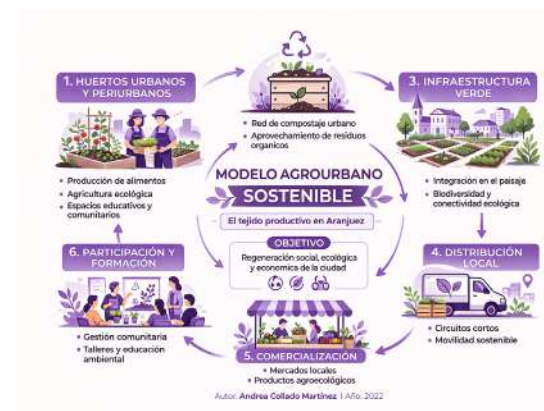 1. HUERTOS URBANOS
Y PERIURBANOS
• Producción de alimentos
• Agricultura ecológica
• Espacios educativos y
comunitarios
• Red de compostaje urbano
• Aprovechamiento de residuos
organicos
3. INFRAESTRUCTURA
VERDE
• Integración en el paisaje
• Biodiversidad y
conectividad ecológica
MODELO AGROURBANO
SOSTENIBLE
El tejido productivo en Aranjuez
OBJETIVO
Regeneración social, ecológica
y economica de la ciudad
4. DISTRIBUCIÓN
LOCAL
• Circuitos cortos
• Movilidad sostenible
5. COMERCIALIZACIÓN
• Mercados locales
• Productos agroecológicos
6. PARTICIPACIÓN Y
FORMACIÓN
• Gestión comunitaria
• Talleres y educación
ambiental
Autor: Andrea Collado Martínez | Año: 2022